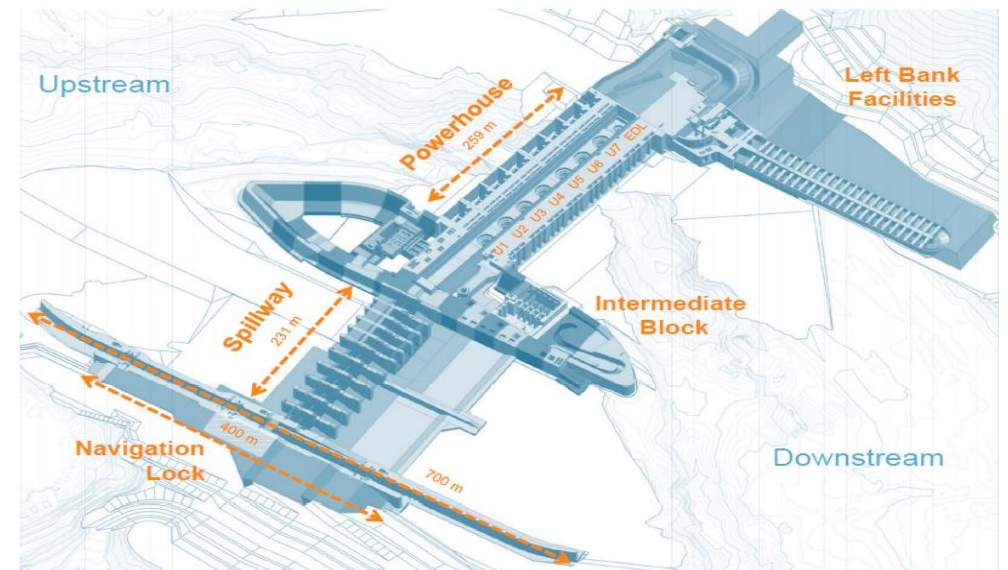 Upstream
Left Bank
Facilities
Powerhouse
259 m
U1 U2 U3 U4 U5 U6 U7 EDL
Spillway
231 m
Intermediate
Block
Navigation
Lock
400 m
700 m
Downstream